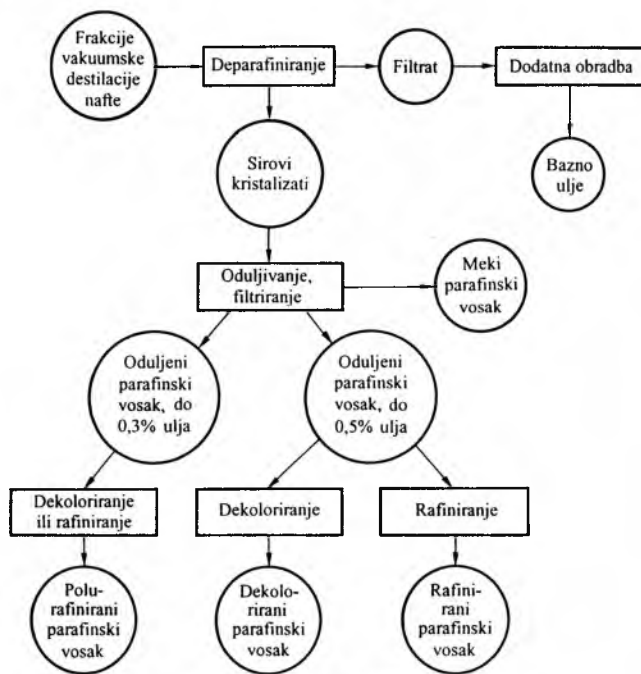 Frakcije
vakuumske
destilacije
nafte
Deparafiniranje
Filtrat
Dodatna obradba
Sirovi
kristalizati
Bazno
ulje
Oduljivanje,
filtriranje
Meki
parafinski
vosak
Oduljeni
parafinski
vosak, do
0,3% ulja
Oduljeni
parafinski
vosak, do
0,5% ulja
Dekoloriranje
ili rafiniranje
Dekoloriranje
Rafiniranje
Polu-
rafinirani
parafinski
vosak
Dekolo-
rirani
parafinski
vosak
Rafini-
rani
parafinski
vosak